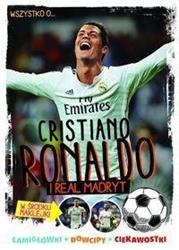 WSZYSTKO O...
Fly
Emirates
CRISTIANO
RONALDO
I REAL MADRYT
W ŚRODKU
NAKLEJKI
ŁAMIGŁÓWKI • DOWCIPY • CIEKAWOSTKI